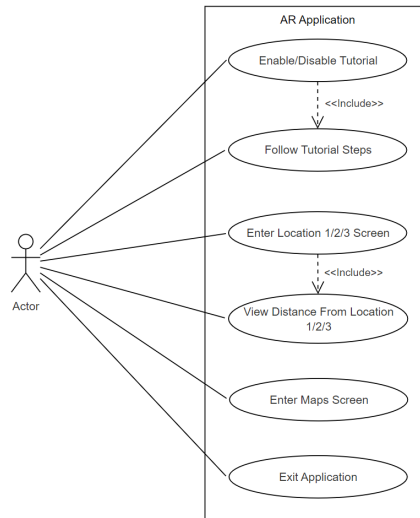 AR Application
Enable/Disable Tutorial
<<Include>>
Follow Tutorial Steps
Enter Location 1/2/3 Screen
<<Include>>
Actor
View Distance From Location
1/2/3
Enter Maps Screen
Exit Application